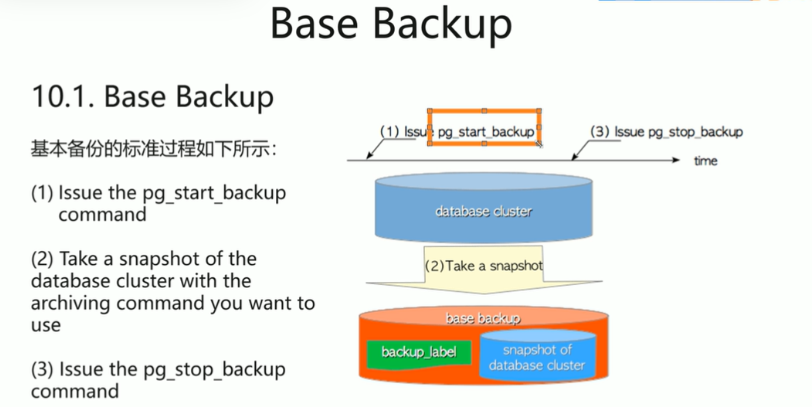 Base Backup
10.1. Base Backup
基本备份的标准过程如下所示：
(1) Issue the pg_start_backup
command
(2) Take a snapshot of the
database cluster with the
archiving command you want to
use
(3) Issue the pg_stop_backup
command
(1) Issue pg_start_backup
(3) Issue pg_stop_backup
time
database cluster
(2)Take a snapshot
base backup
backup_label
snapshot of
database cluster